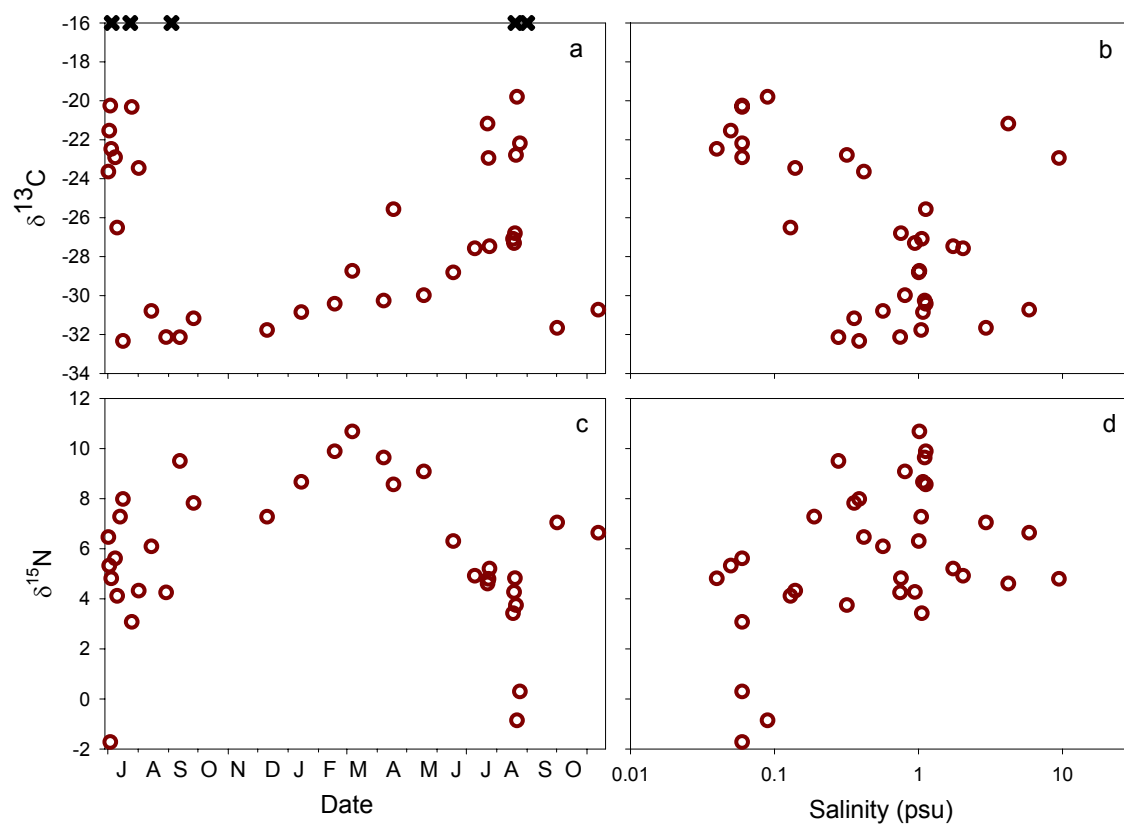 -16
-18
-20
-22
-24
-26
-28
-30
-32
-34
δ13C
a
b
12
10
8
6
4
2
0
-2
δ15N
c
d
J A S O N D J F M A M J J A S O
Date
0.01 0.1 1 10
Salinity (psu)